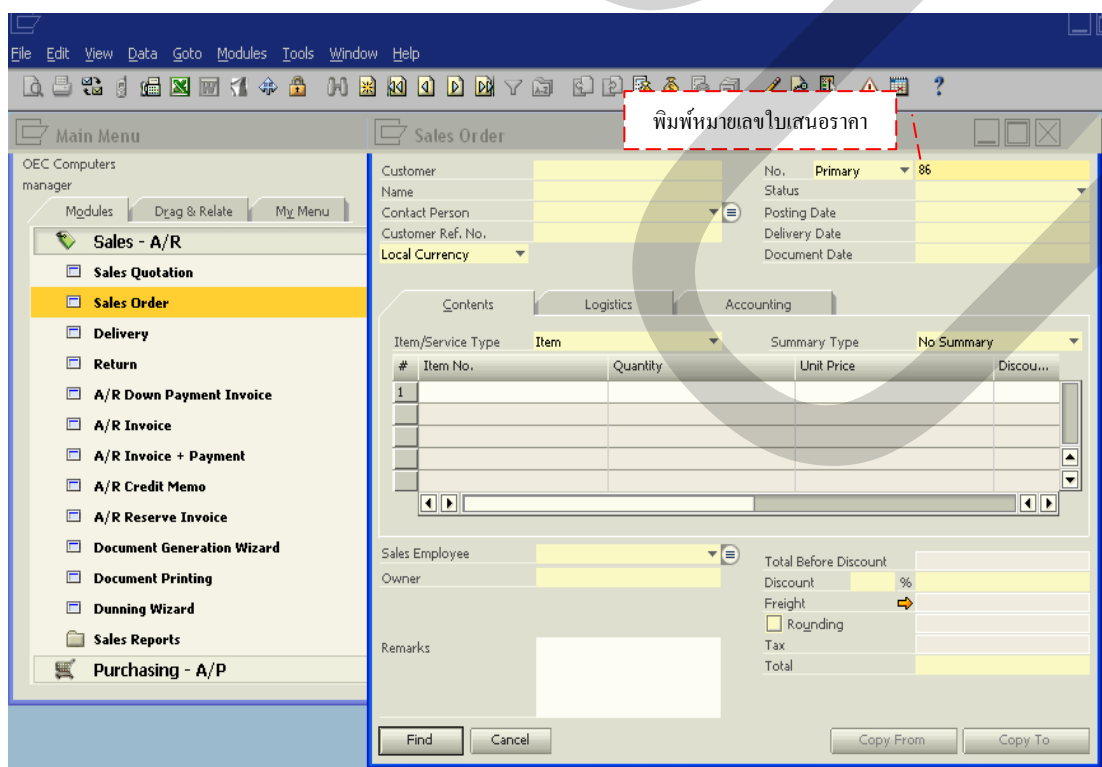 File Edit View Data Goto Modules Tools Window Help
พิมพ์หมายเลขใบเสนอราคา
Main Menu
OEC Computers
manager
Modules Drag & Relate My Menu
Sales - A/R
Sales Quotation
Sales Order
Delivery
Return
A/R Down Payment Invoice
A/R Invoice
A/R Invoice + Payment
A/R Credit Memo
A/R Reserve Invoice
Document Generation Wizard
Document Printing
Dunning Wizard
Sales Reports
Purchasing - A/P
Sales Order
Customer
Name
Contact Person
Customer Ref. No.
Local Currency
No. Primary 86
Status
Posting Date
Delivery Date
Document Date
Contents Logistics Accounting
Item/Service Type Item Summary Type No Summary
# Item No. Quantity Unit Price Discou...
1
Sales Employee
Owner
Remarks
Total Before Discount
Discount %
Freight
Rounding
Tax
Total
Find Cancel Copy From Copy To